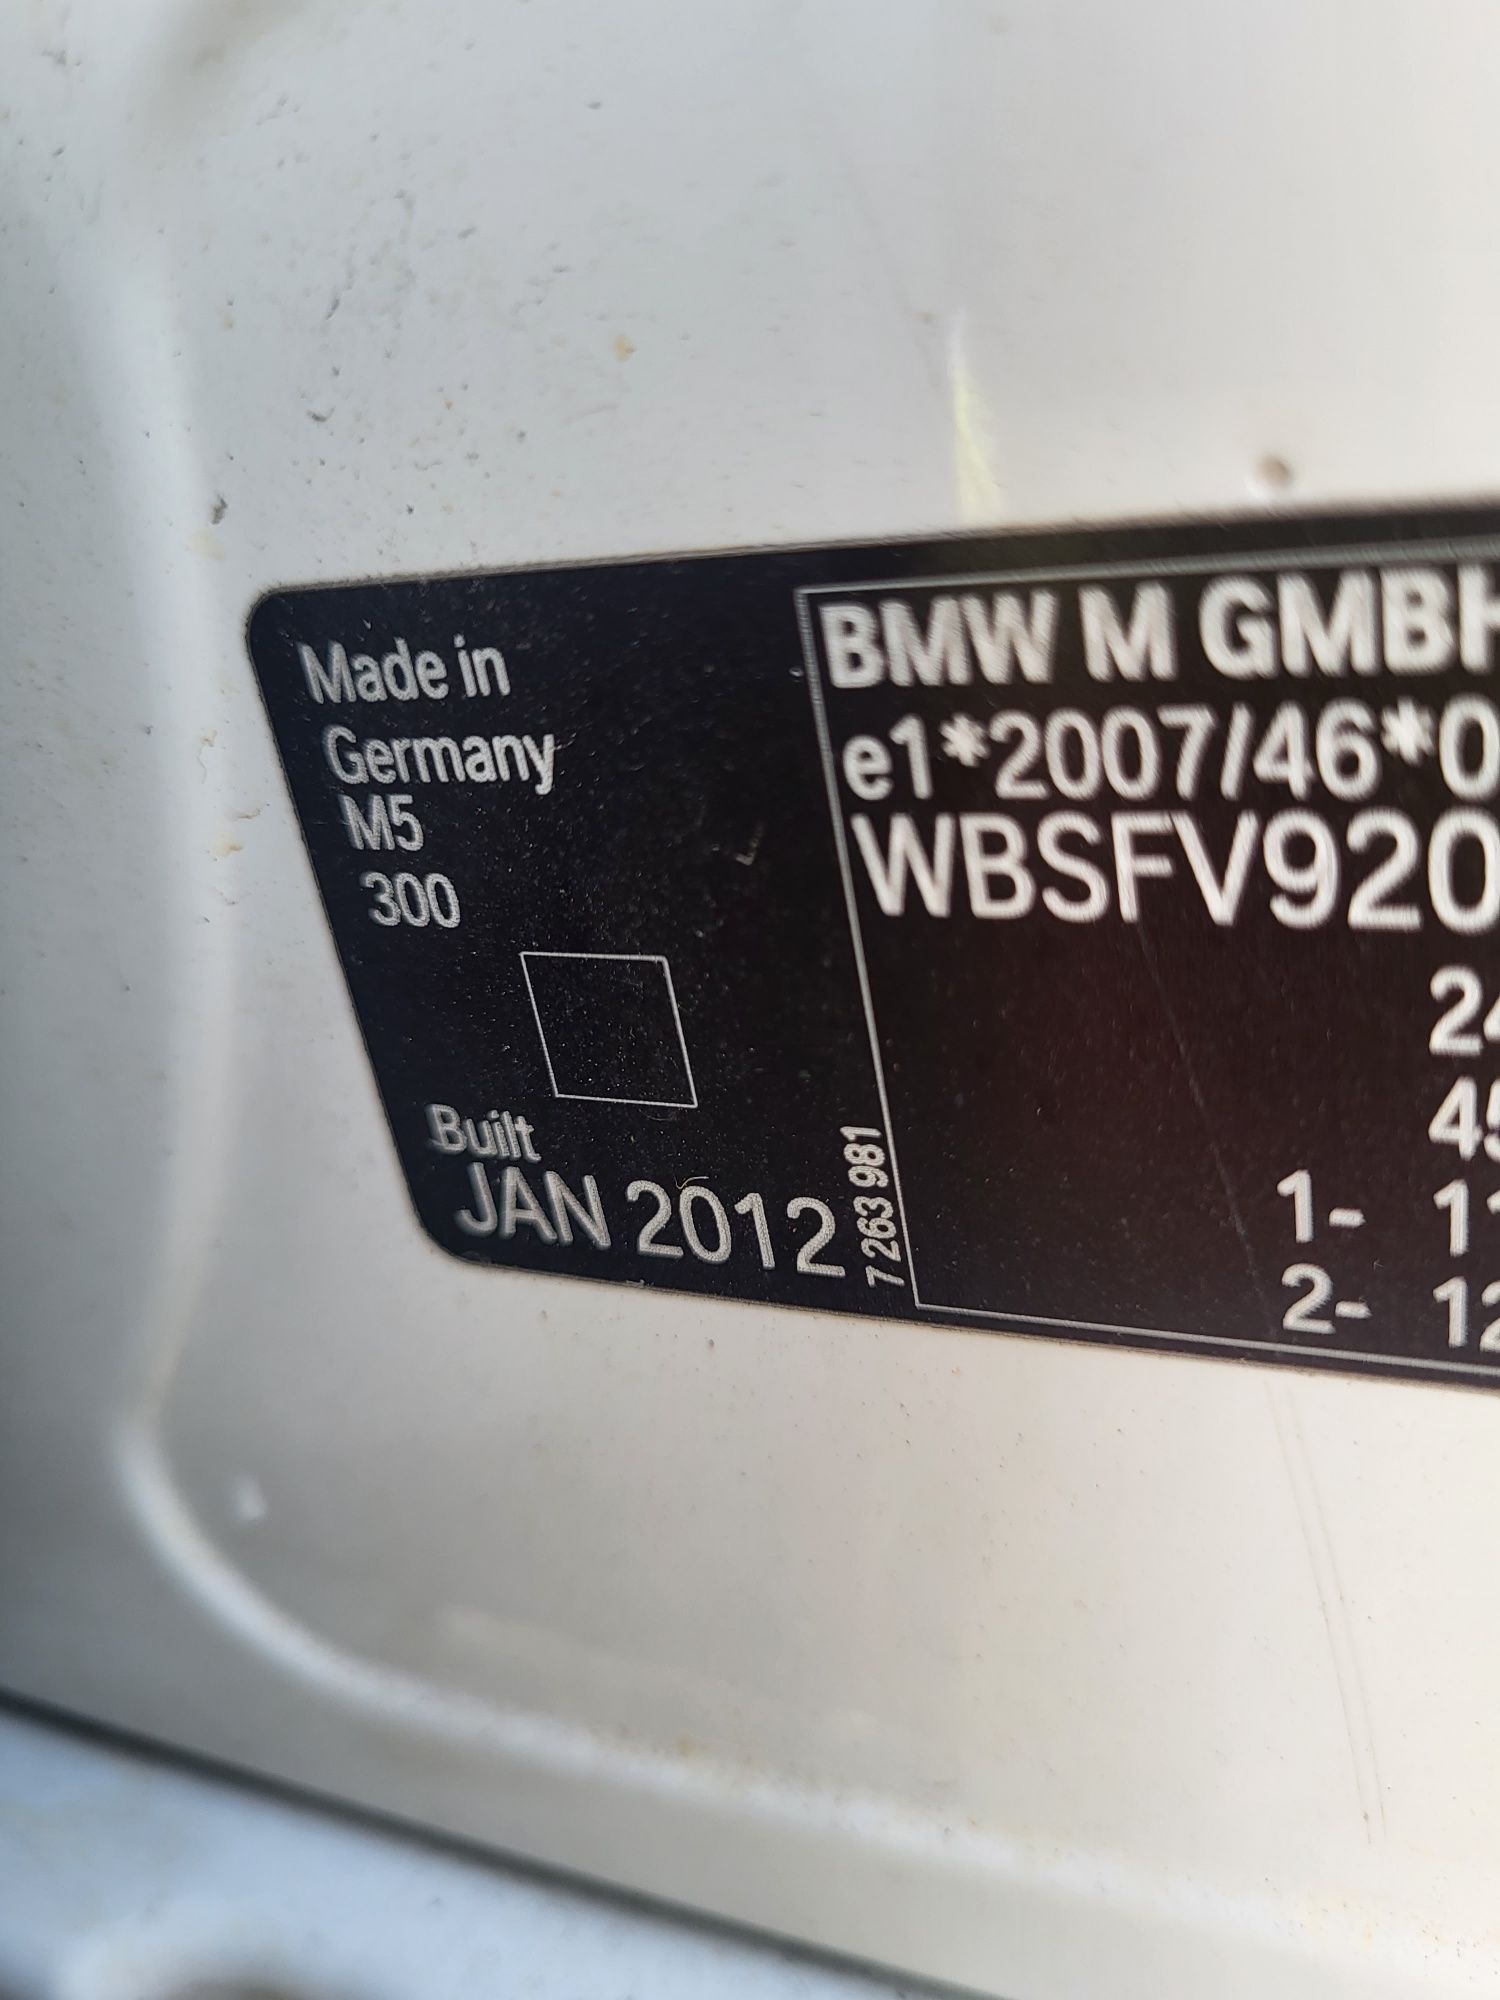 Made in
Germany
M5
300
Built
JAN 2012
7 263 981
BMW M GMBH
e1*2007/46*0
WBSFV920
24
45
1- 11
2- 12